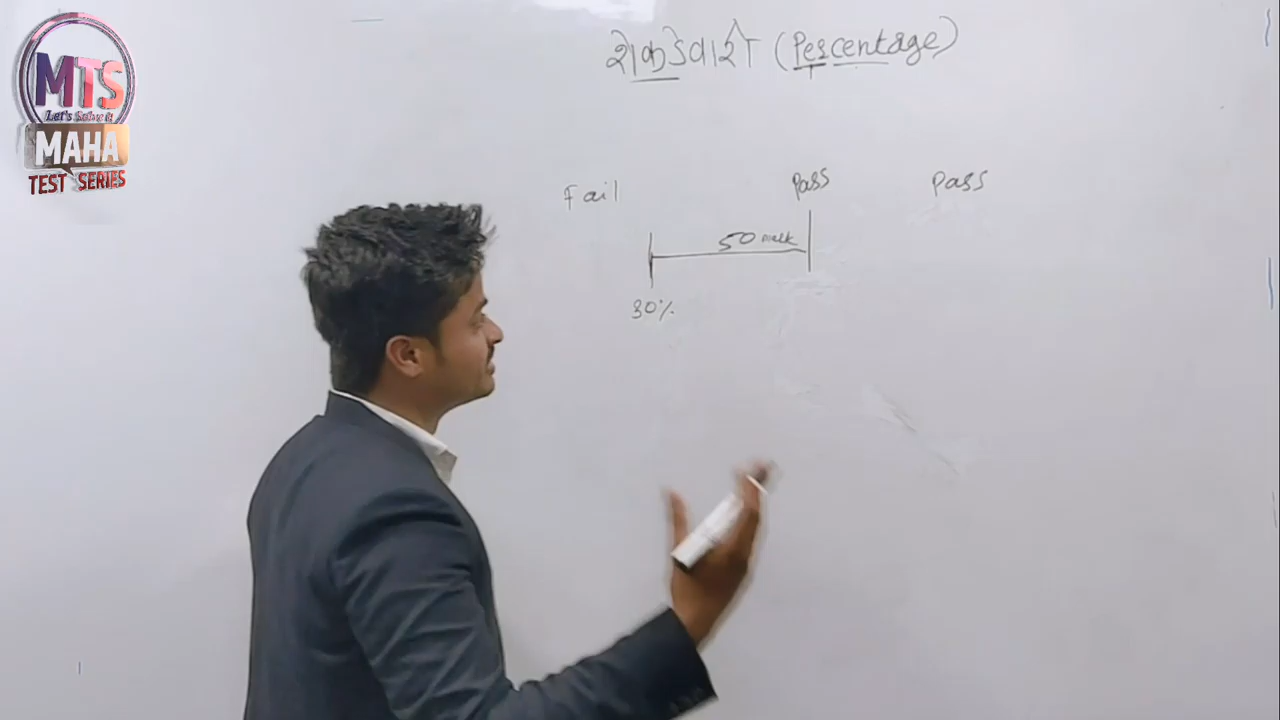 MTS
Let's Solve it
MAHA
TEST SERIES
शेकडेवारी (Percentage)
Fail Pass Pass
50 mark
30%